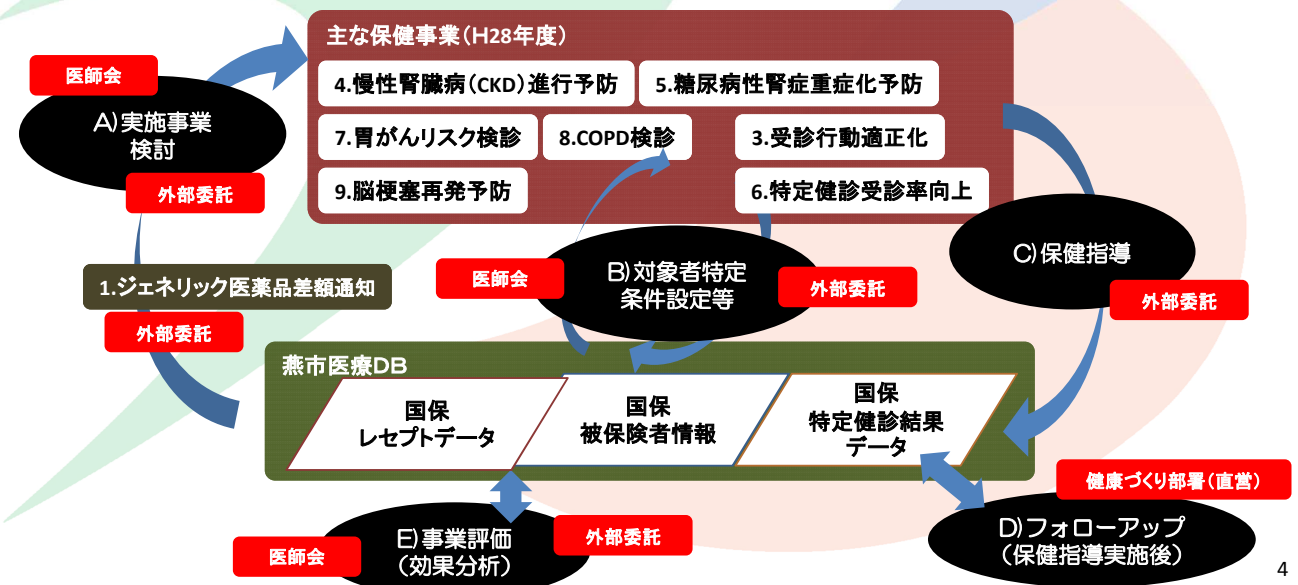 主な保健事業(H28年度)
医師会
4.慢性腎臓病(CKD)進行予防
5.糖尿病性腎症重症化予防
A)実施事業
検討
7.胃がんリスク検診
8.COPD検診
3.受診行動適正化
外部委託
9.脳梗塞再発予防
6.特定健診受診率向上
C)保健指導
医師会
B)対象者特定
条件設定等
外部委託
外部委託
1.ジェネリック医薬品差額通知
外部委託
燕市医療DB
国保
レセプトデータ
国保
被保険者情報
国保
特定健診結果
データ
健康づくり部署(直営)
D)フォローアップ
(保健指導実施後)
E)事業評価
(効果分析)
外部委託
医師会
4